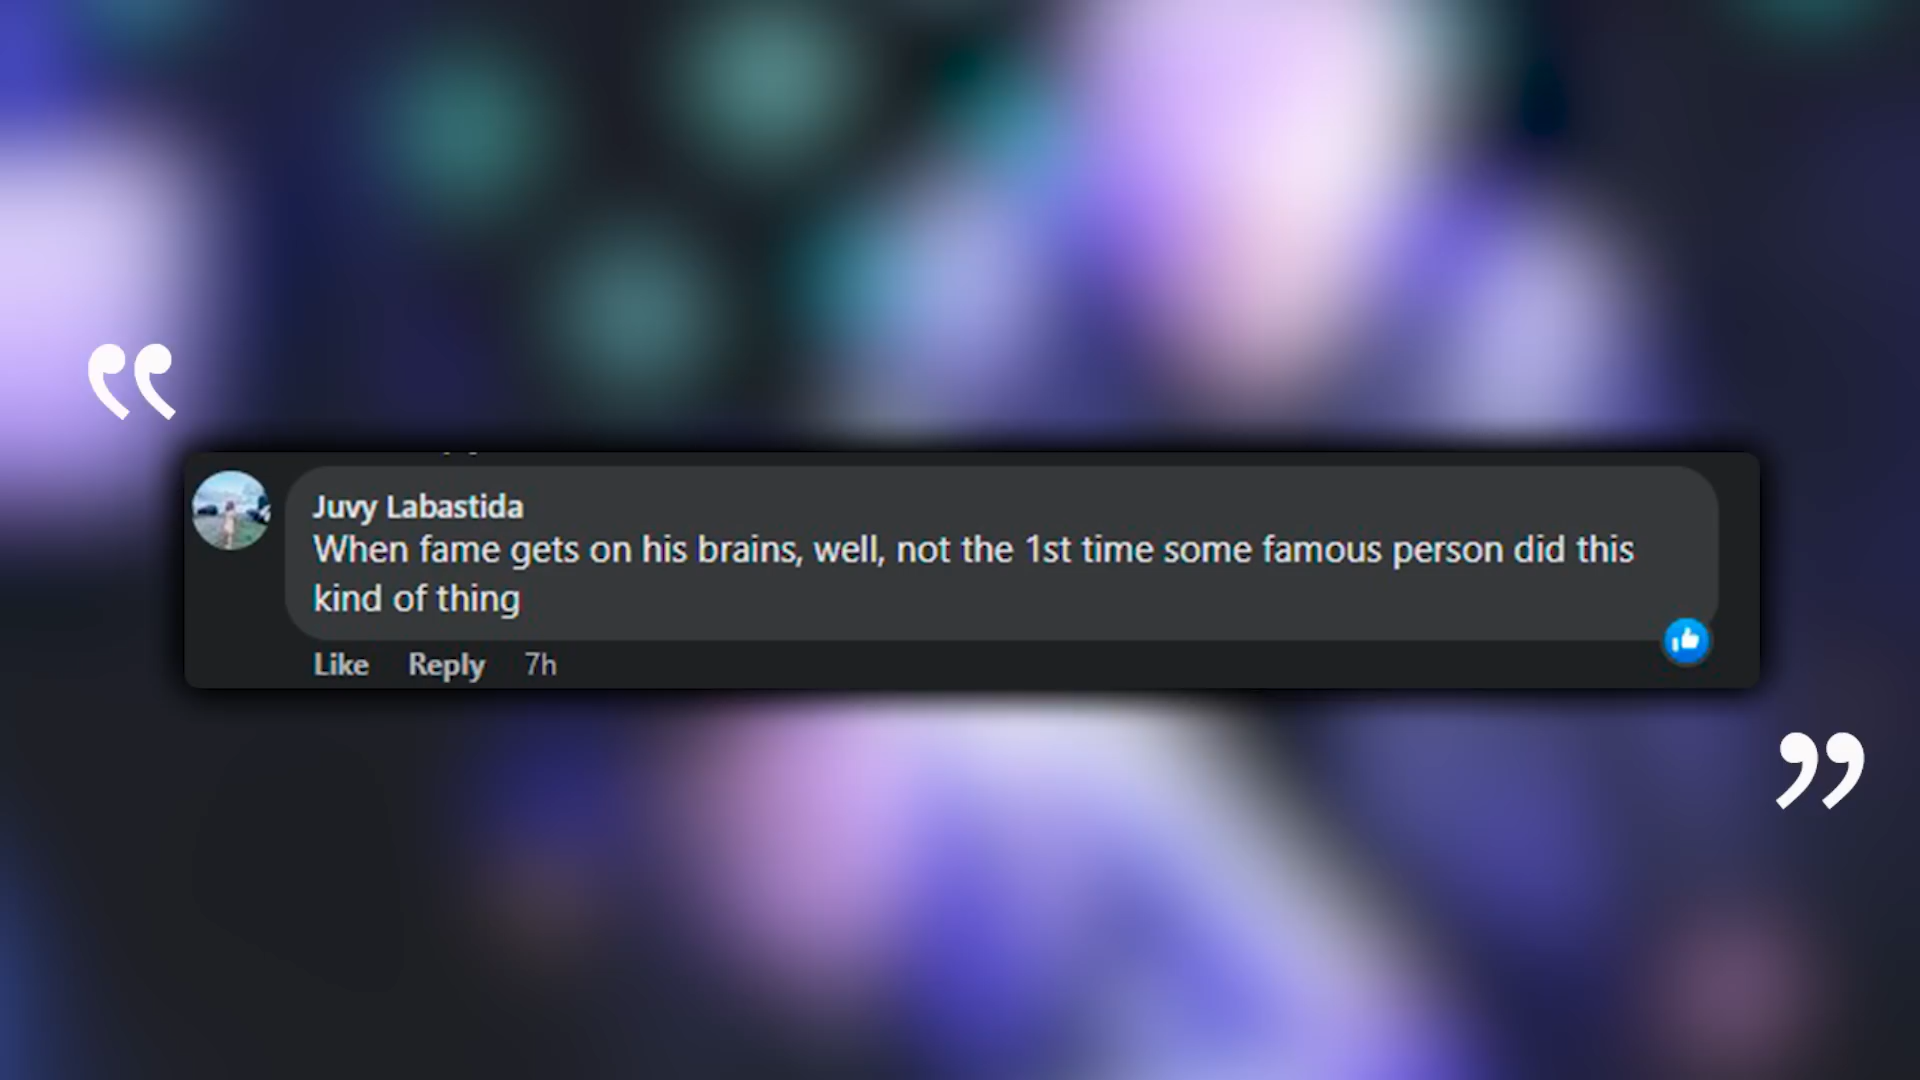 “
Juvy Labastida
When fame gets on his brains, well, not the 1st time some famous person did this
kind of thing
Like Reply 7h
”